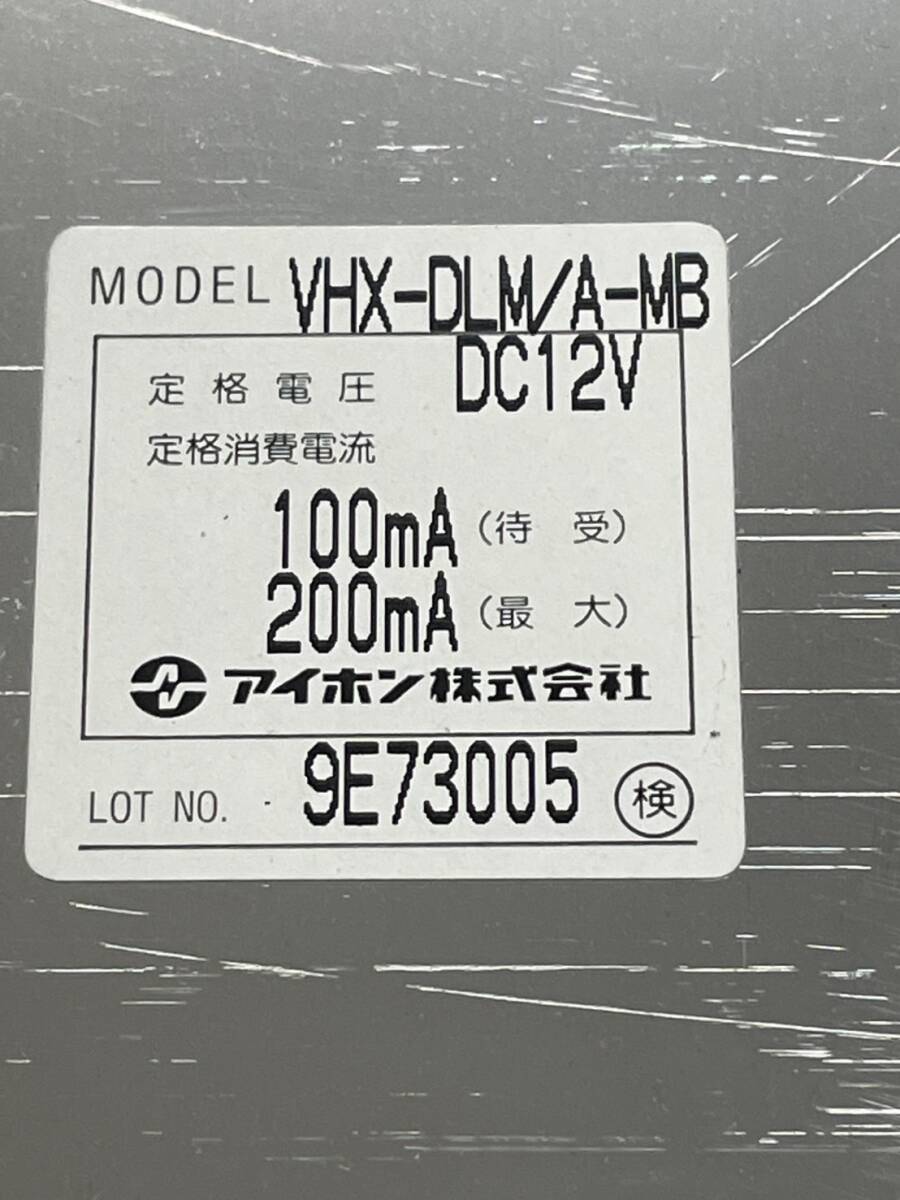 MODEL VHX-DLM/A-MB
定格電圧 DC12V
定格消費電流
100mA (待受)
200mA (最大)
アイホン株式会社
LOT NO. 9E73005 検